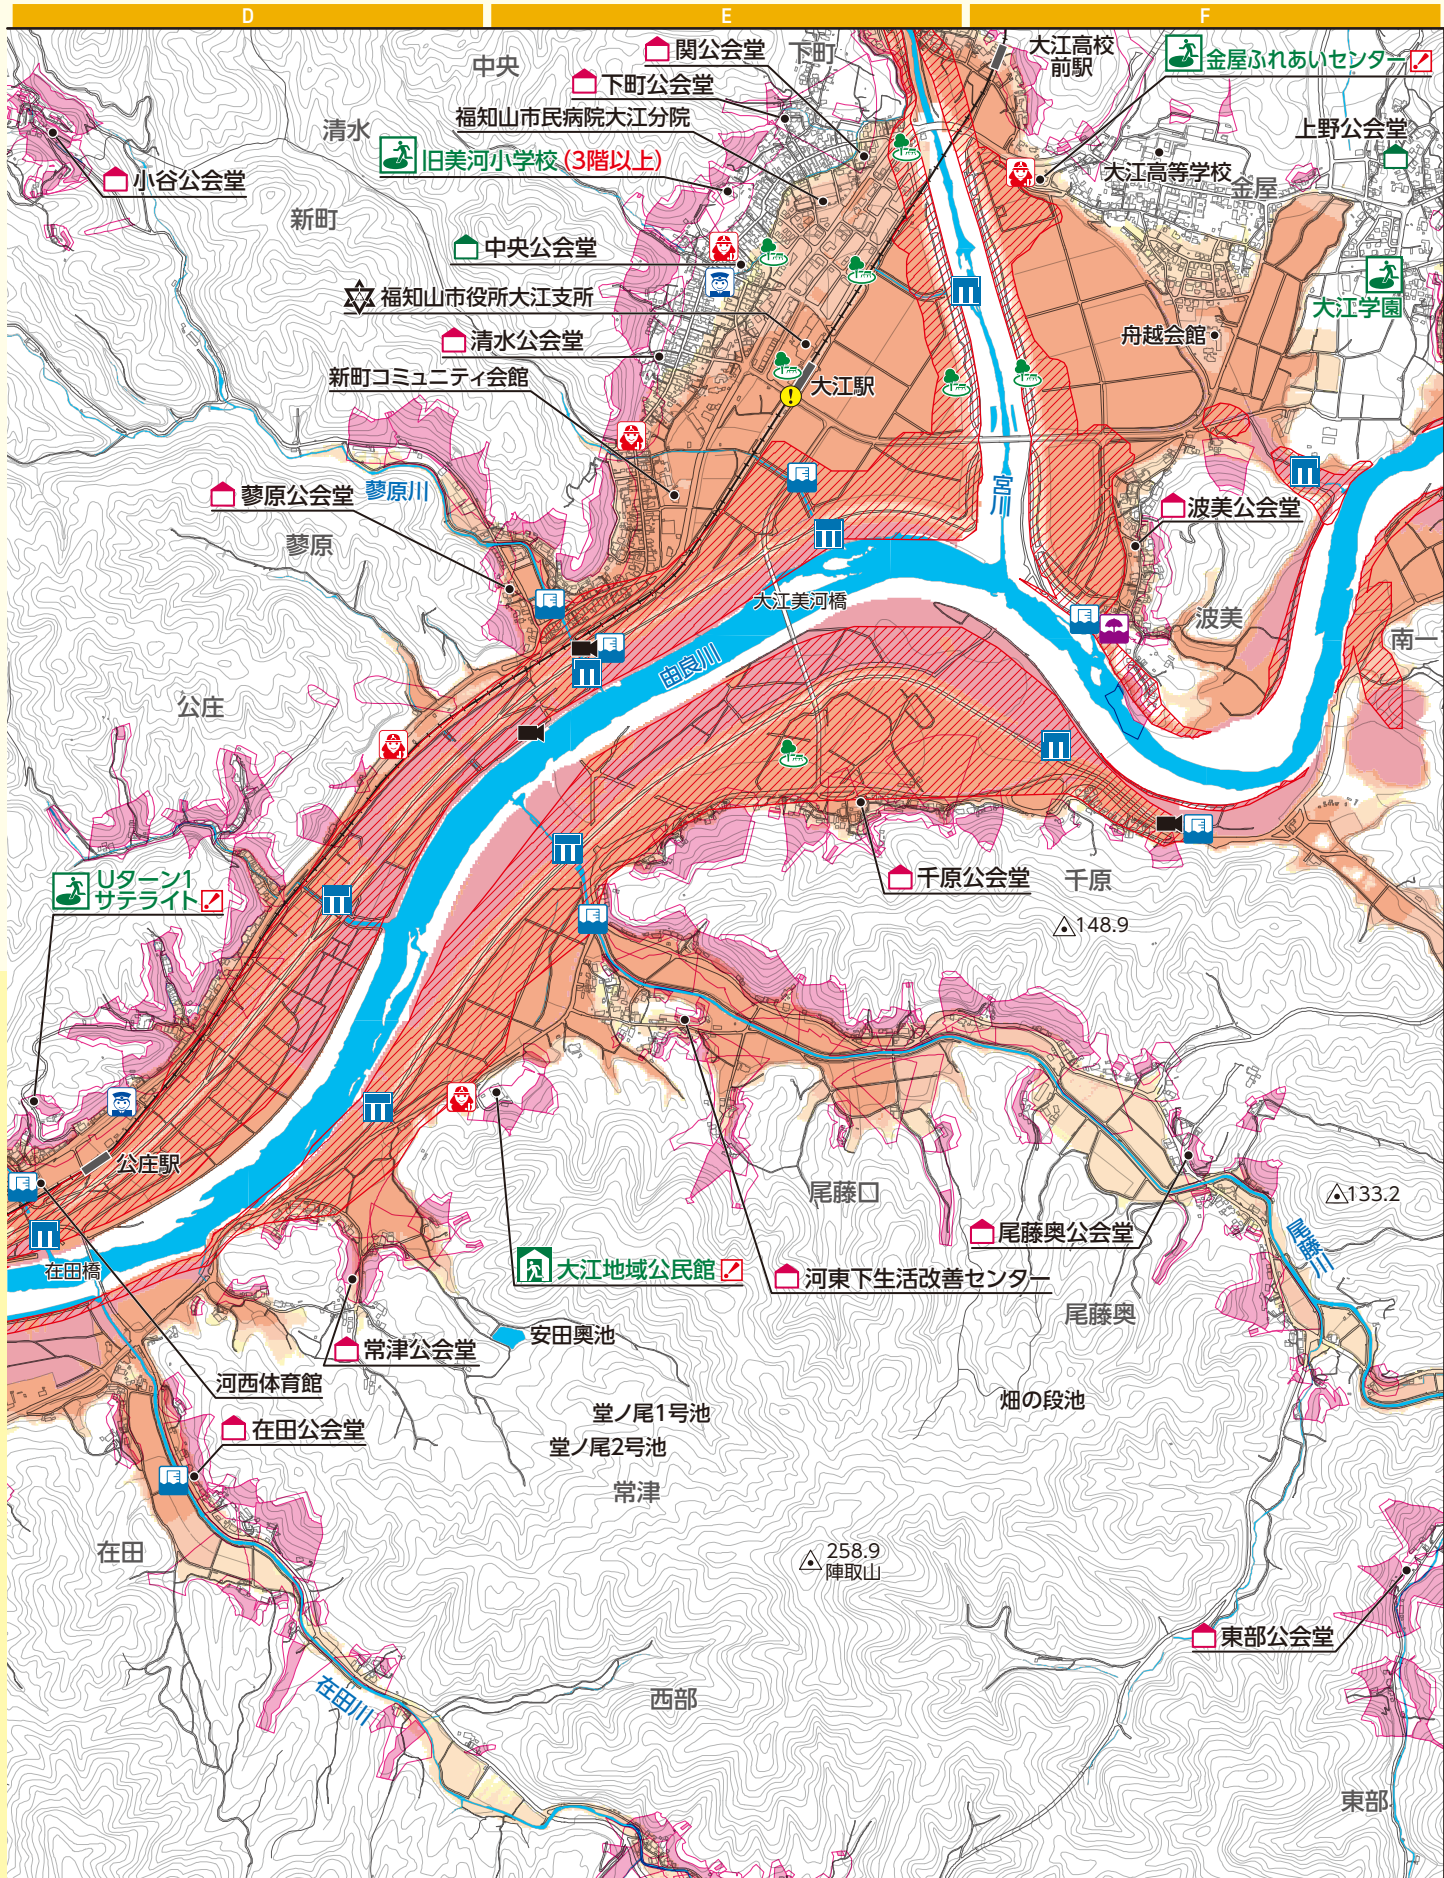 D
E
F
中央
関公会堂
下町
大江高校
前駅
金屋ふれあいセンター
下町公会堂
福知山市民病院大江分院
清水
旧美河小学校(3階以上)
上野公会堂
小谷公会堂
大江高等学校
金屋
新町
中央公会堂
福知山市役所大江支所
大江学園
清水公会堂
舟越会館
新町コミュニティ会館
大江駅
蓼原公会堂
蓼原川
宮川
波美公会堂
蓼原
大江美河橋
波美
南一
由良川
公庄
Uターン1
サテライト
千原公会堂
千原
148.9
公庄駅
尾藤口
133.2
尾藤奥公会堂
尾藤川
在田橋
大江地域公民館
河東下生活改善センター
尾藤奥
安田奥池
常津公会堂
河西体育館
畑の段池
堂ノ尾1号池
在田公会堂
堂ノ尾2号池
常津
在田
258.9
陣取山
東部公会堂
在田川
西部
東部